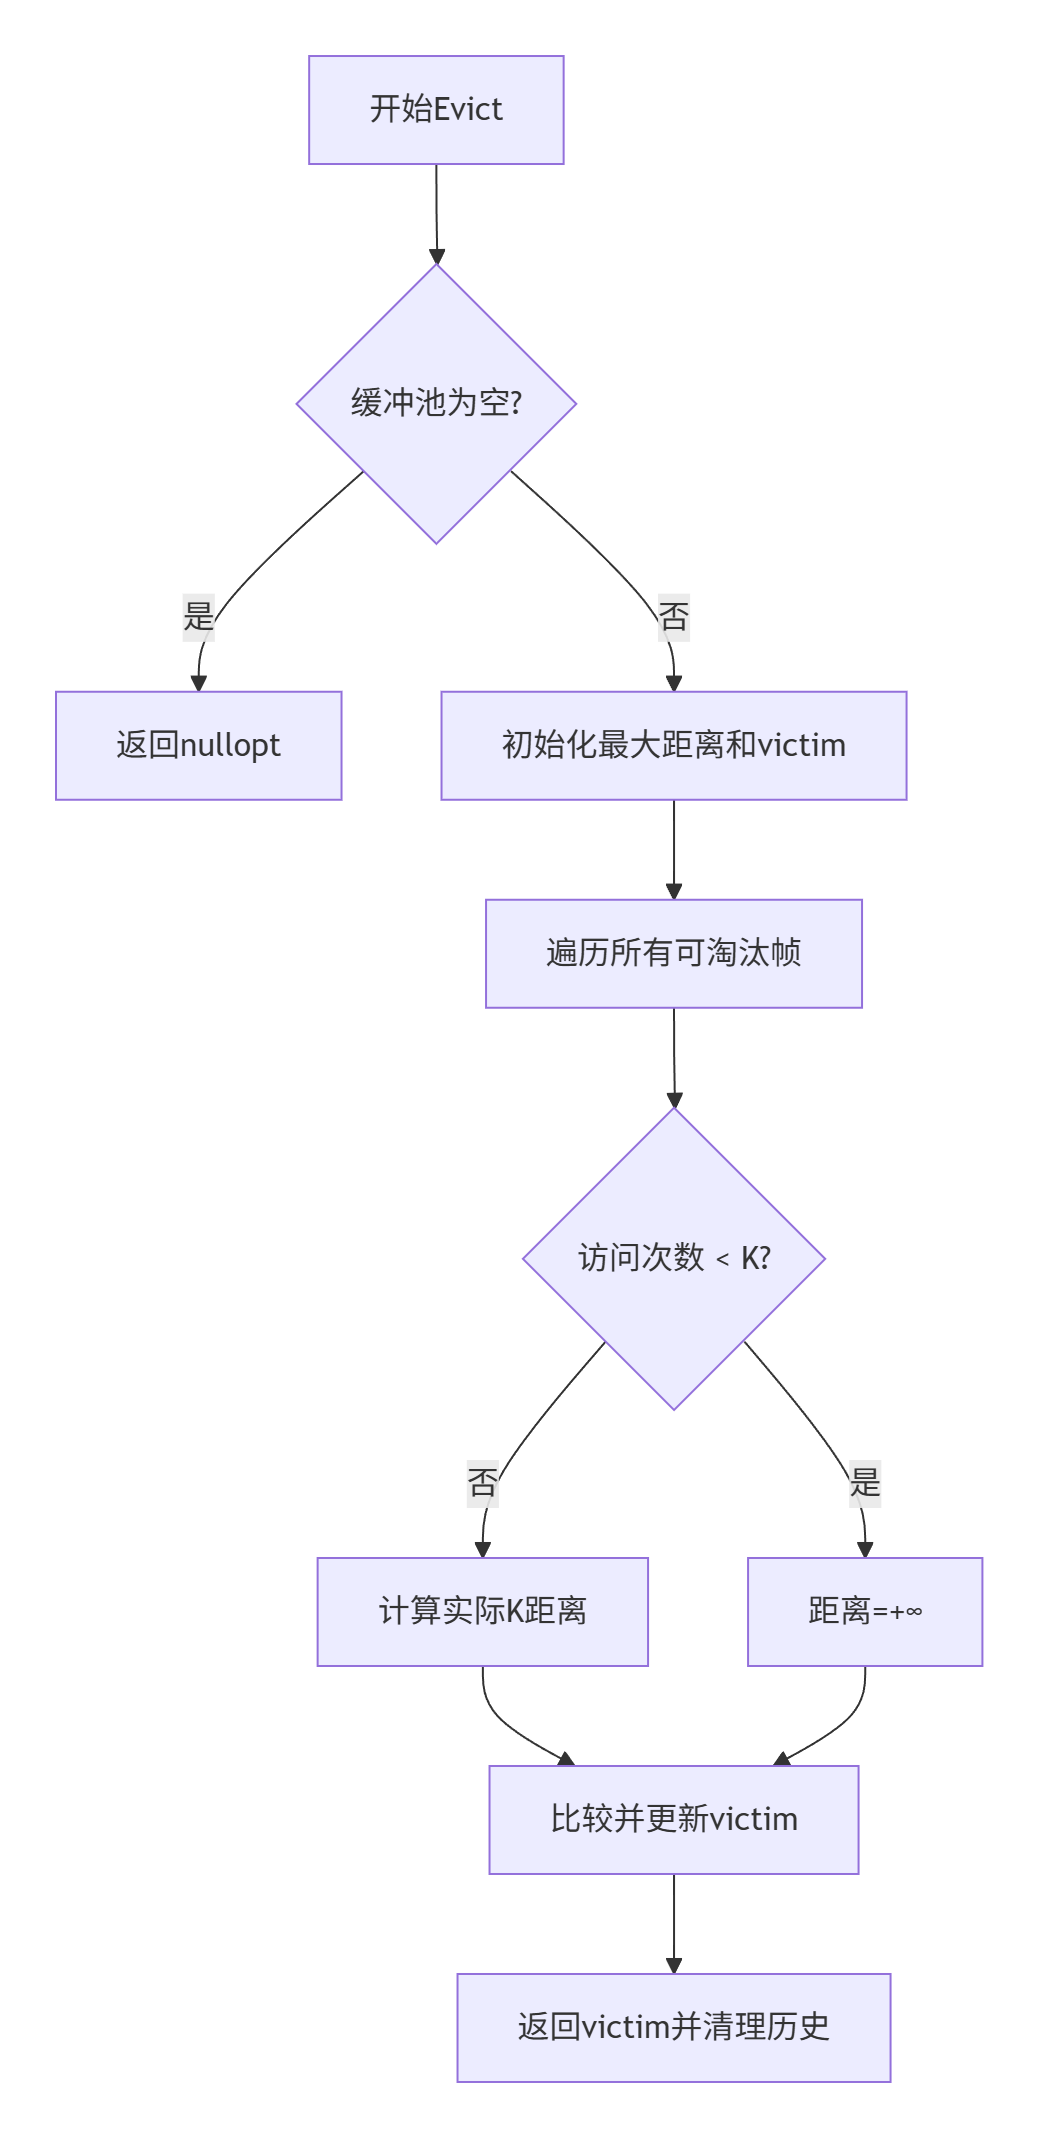 开始Evict
缓冲池为空?
是
否
返回nullopt
初始化最大距离和victim
遍历所有可淘汰帧
访问次数 < K?
否
是
计算实际K距离
距离=+∞
比较并更新victim
返回victim并清理历史